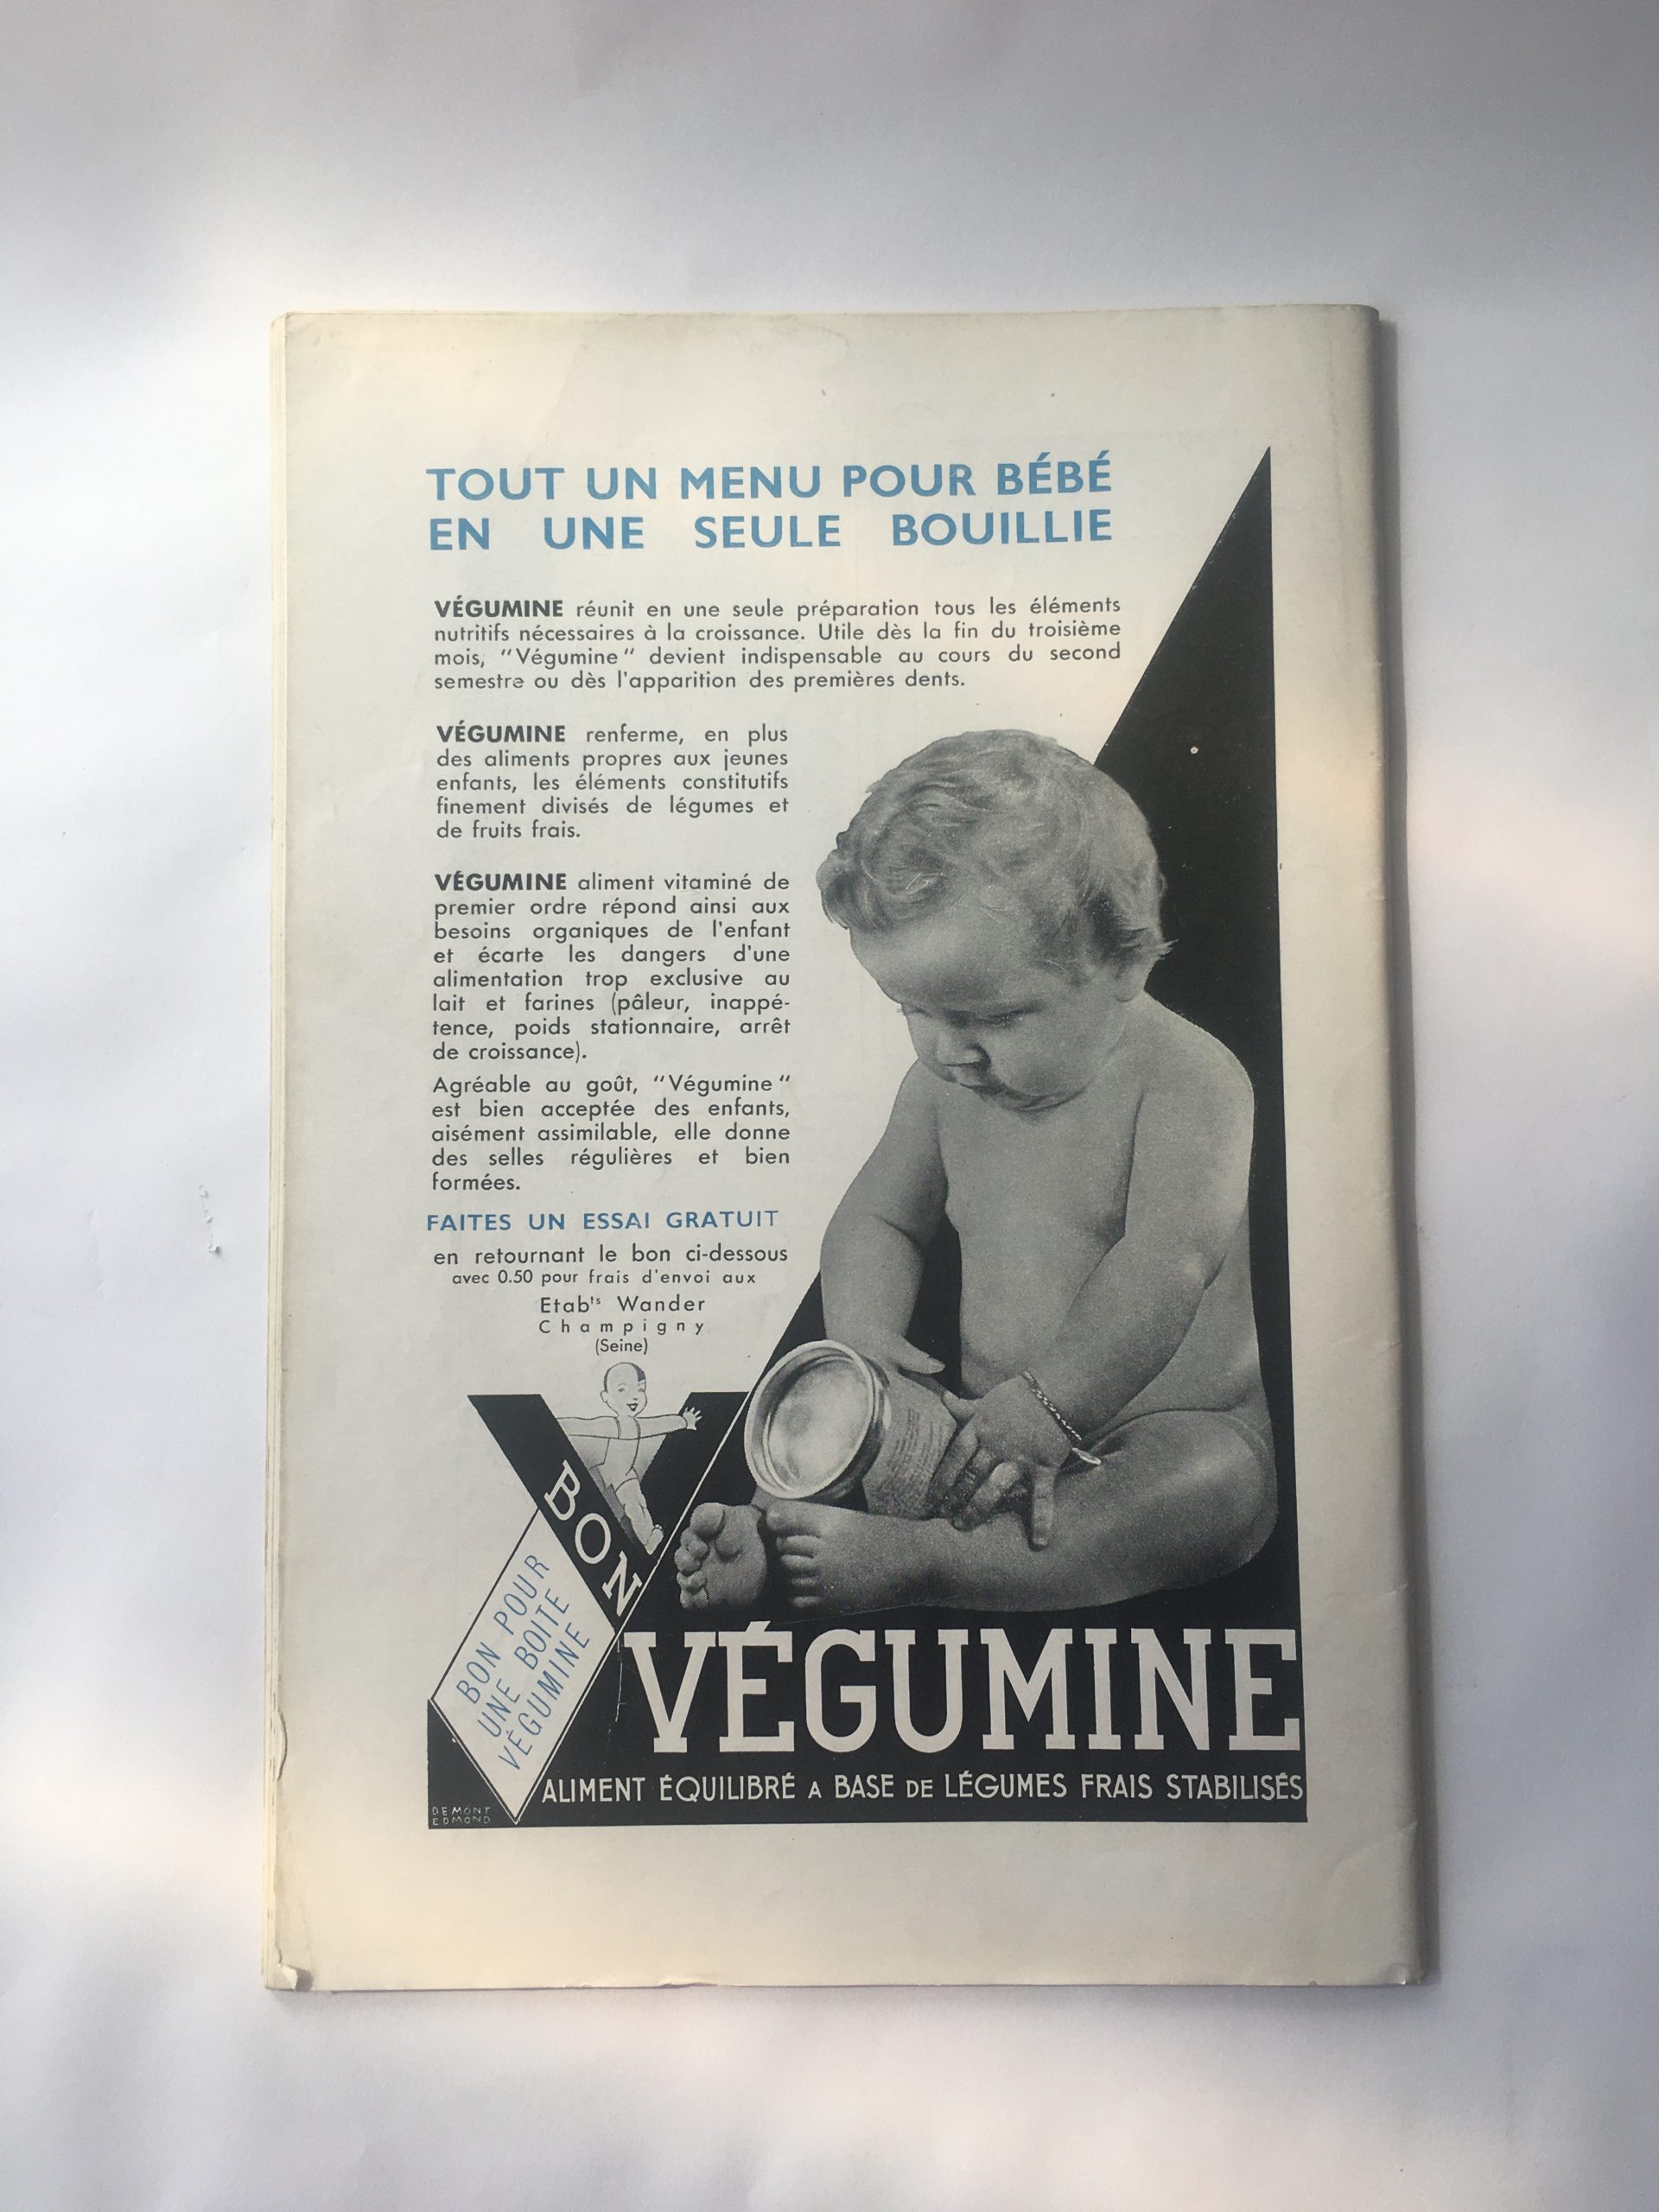 TOUT UN MENU POUR BÉBÉ
EN UNE SEULE BOUILLIE
VÉGUMINE réunit en une seule préparation tous les éléments
nutritifs nécessaires à la croissance. Utile dès la fin du troisième
mois, "Végumine" devient indispensable au cours du second
semestre ou dès l'apparition des premières dents.
VÉGUMINE renferme, en plus
des aliments propres aux jeunes
enfants, les éléments constitutifs
finement divisés de légumes et
de fruits frais.
VÉGUMINE aliment vitaminé de
premier ordre répond ainsi aux
besoins organiques de l'enfant
et écarte les dangers d'une
alimentation trop exclusive au
lait et farines (pâleur, inappé-
tence, poids stationnaire, arrêt
de croissance).
Agréable au goût, "Végumine"
est bien acceptée des enfants,
aisément assimilable, elle donne
des selles régulières et bien
formées.
FAITES UN ESSAI GRATUIT
en retournant le bon ci-dessous
avec 0.50 pour frais d'envoi aux
Etabts Wander
Champigny
(Seine)
BON
BON POUR
UNE BOITE
VÉGUMINE
VÉGUMINE
ALIMENT ÉQUILIBRÉ A BASE DE LÉGUMES FRAIS STABILISÉS
DEMONT
EDMOND